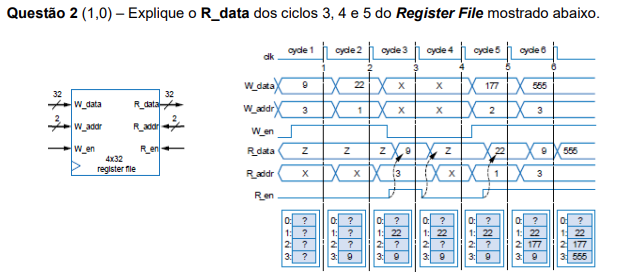 Questão 2 (1,0) – Explique o R_data dos ciclos 3, 4 e 5 do Register File mostrado abaixo.
32 32
W_data R_data
2 2
W_addr R_addr
W_en R_en
4x32
register file
clk cycle 1 cycle 2 cycle 3 cycle 4 cycle 5 cycle 6
1 2 3 4 5 6
W_data 9 22 X X 177 555
W_addr 3 1 X X 2 3
W_en
R_data Z Z Z 9 Z 22 9 555
R_addr X X 3 X 1 3
R_en
0: ? 0: ? 0: ? 0: ? 0: ? 0: ? 0: ?
1: ? 1: ? 1: 22 1: 22 1: 22 1: 22 1: 22
2: ? 2: ? 2: ? 2: ? 2: ? 2: 177 2: 177
3: ? 3: 9 3: 9 3: 9 3: 9 3: 9 3: 555